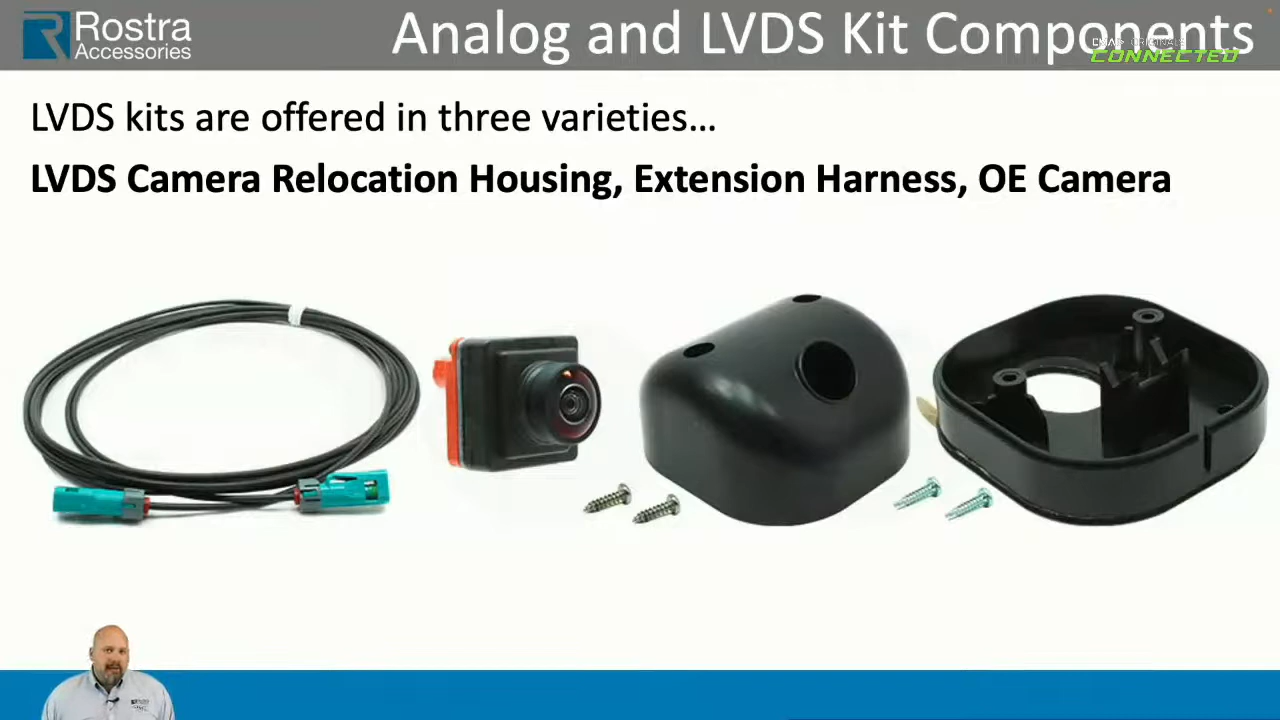 Rostra
Accessories
Analog and LVDS Kit Components
CONNECTED
LVDS kits are offered in three varieties...
LVDS Camera Relocation Housing, Extension Harness, OE Camera